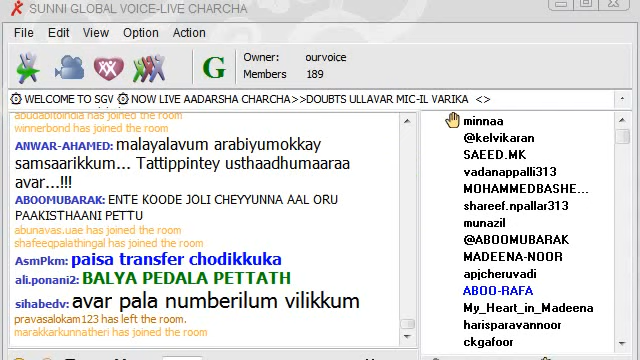 SUNNI GLOBAL VOICE-LIVE CHARCHA
File Edit View Option Action
G
Owner: ourvoice
Members 189
WELCOME TO SGV NOW LIVE AADARSHA CHARCHA>>DOUBTS ULLAVAR MIC-IL VARIKA <>
abudabitoindia has joined the room
winnerbond has joined the room
ANWAR-AHAMED: malayalavum arabiyumokkay
samsaarikkum... Tattippintey usthaadhumaaraa
avar...!!!
ABOOMUBARAK: ENTE KOODE JOLI CHEYYUNNA AAL ORU
PAAKISTHAANI PETTU
abunavas.uae has joined the room
shafeeqpalathingal has joined the room
AsmPkm: paisa transfer chodikkuka
ali.ponani2: BALYA PEDALA PETTATH
sihabedv: avar pala numberilum vilikkum
pravasalokam123 has left the room.
marakkarkunnatheri has joined the room
minnaa
@kelvikaran
SAEED.MK
vadanappalli313
MOHAMMEDBASHE...
shareef.npallar313
munazil
@ABOOMUBARAK
MADEENA-NOOR
apjcheruvadi
ABOO-RAFA
My_Heart_in_Madeena
harisparavannoor
ckgafoor